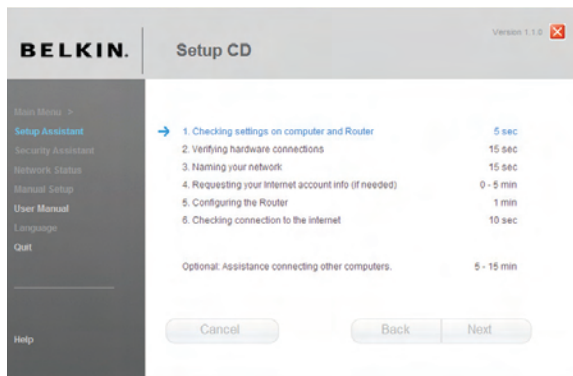 BELKIN.
Setup CD
Version 1.1.0
Main Menu >
Setup Assistant
Security Assistant
Network Status
Manual Setup
User Manual
Language
Quit
Help
1. Checking settings on computer and Router 5 sec
2. Verifying hardware connections 15 sec
3. Naming your network 15 sec
4. Requesting your Internet account info (if needed) 0 - 5 min
5. Configuring the Router 1 min
6. Checking connection to the internet 10 sec
Optional: Assistance connecting other computers. 5 - 15 min
Cancel
Back
Next